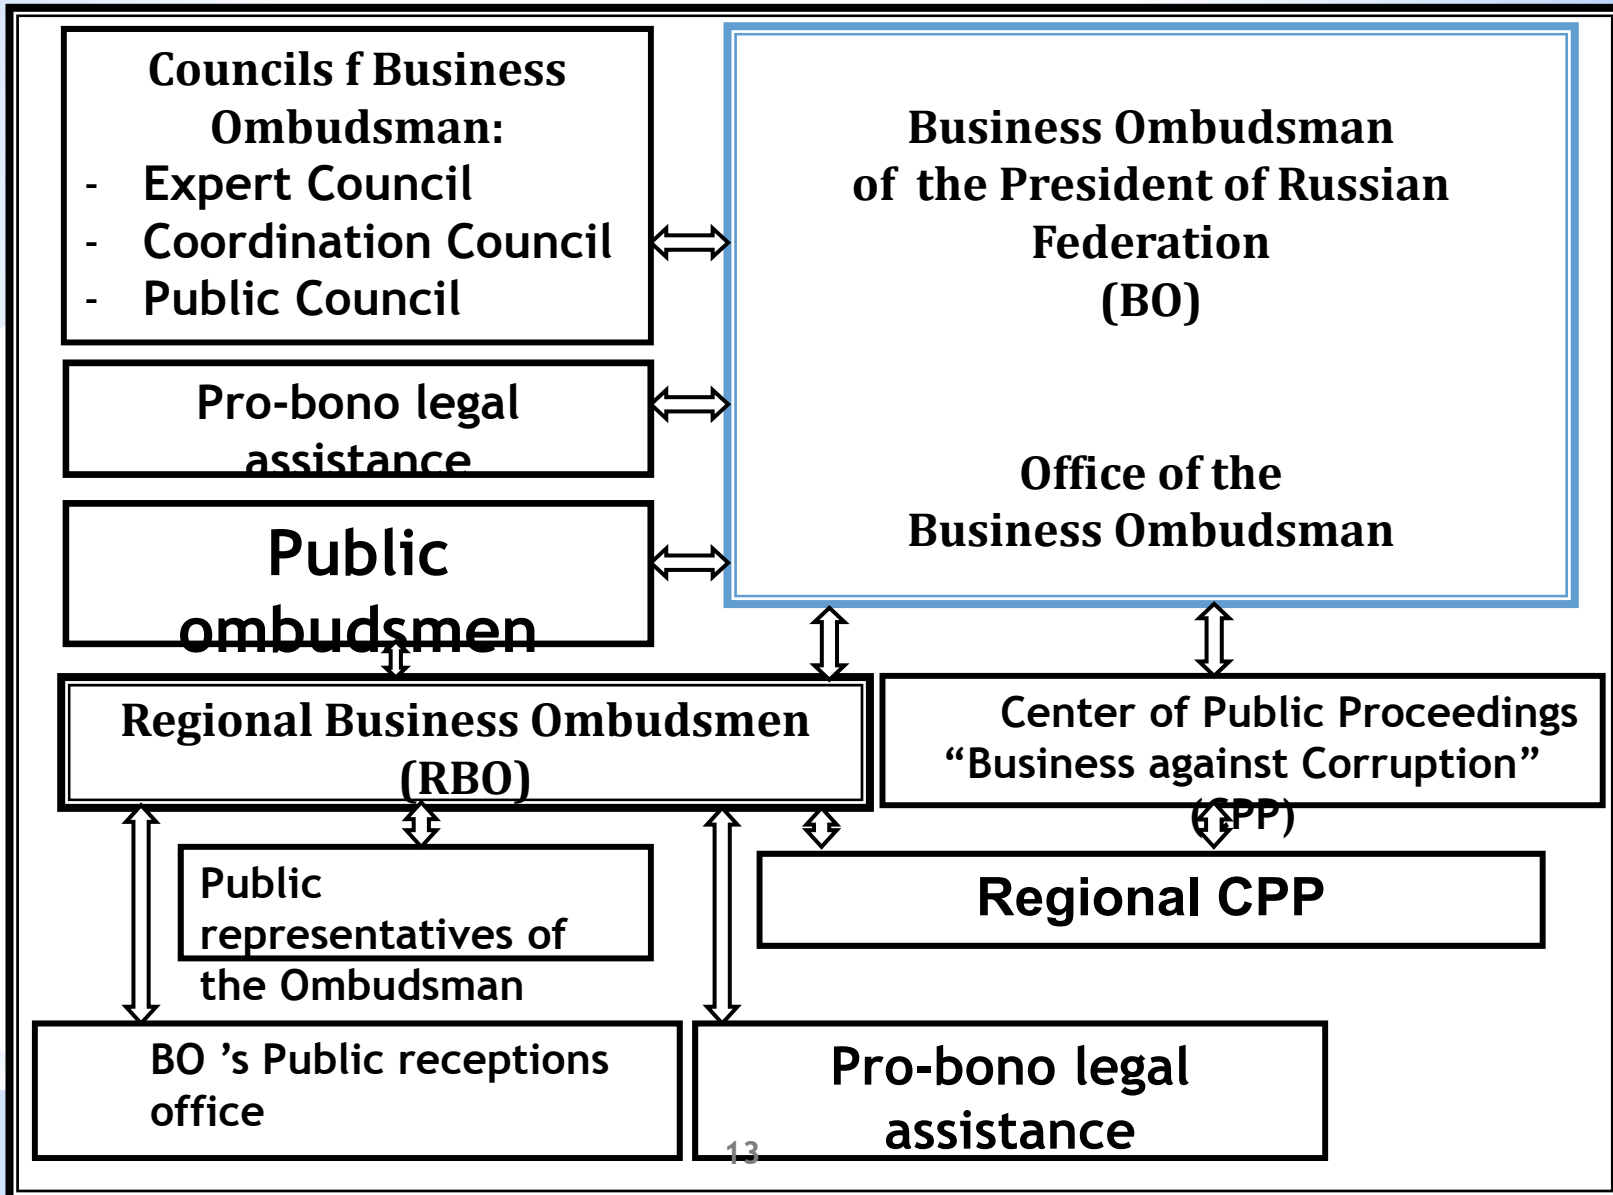 Councils f Business
Ombudsman:
- Expert Council
- Coordination Council
- Public Council
Business Ombudsman
of the President of Russian
Federation
(BO)
Office of the
Business Ombudsman
Pro-bono legal
assistance
Public
ombudsmen
Regional Business Ombudsmen
(RBO)
Center of Public Proceedings
“Business against Corruption”
(CPP)
Public
representatives of
the Ombudsman
Regional CPP
BO ’s Public receptions
office
Pro-bono legal
assistance
13